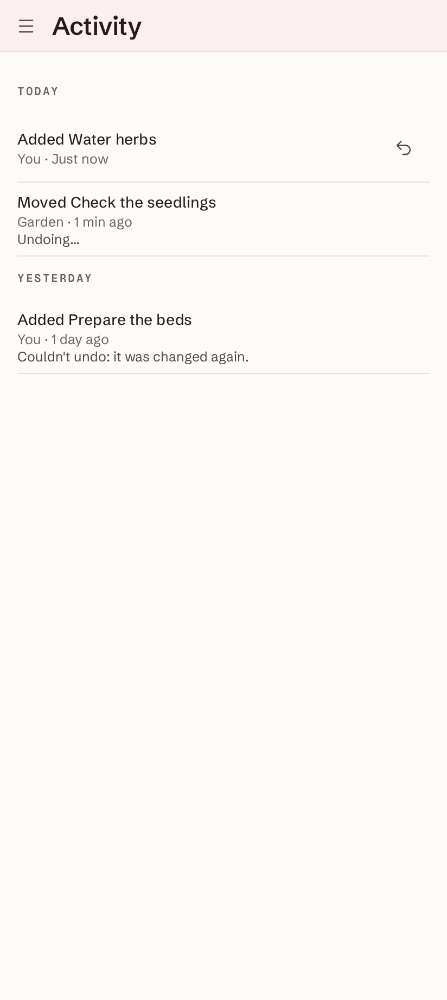 Activity
TODAY
Added Water herbs
You · Just now
Moved Check the seedlings
Garden · 1 min ago
Undoing…
YESTERDAY
Added Prepare the beds
You · 1 day ago
Couldn't undo: it was changed again.